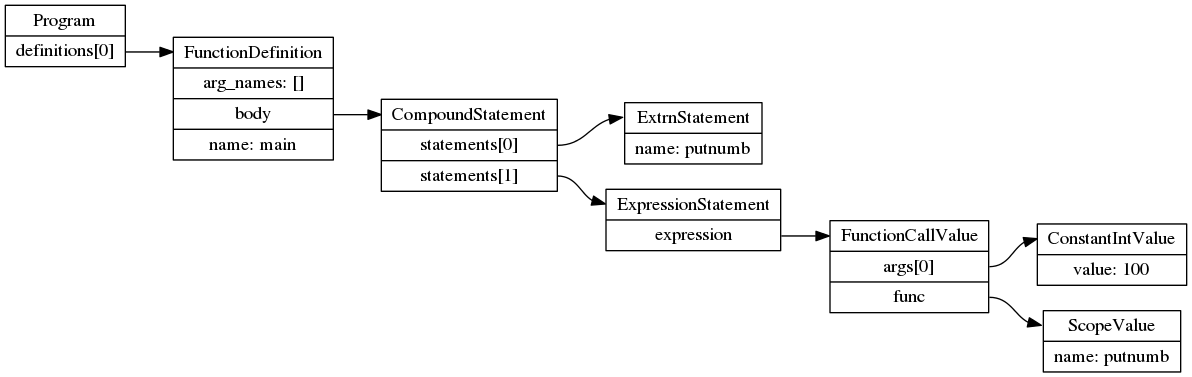 Program
definitions[0]
FunctionDefinition
arg_names: []
body
name: main
CompoundStatement
statements[0]
statements[1]
ExtrnStatement
name: putnumb
ExpressionStatement
expression
FunctionCallValue
args[0]
func
ConstantIntValue
value: 100
ScopeValue
name: putnumb